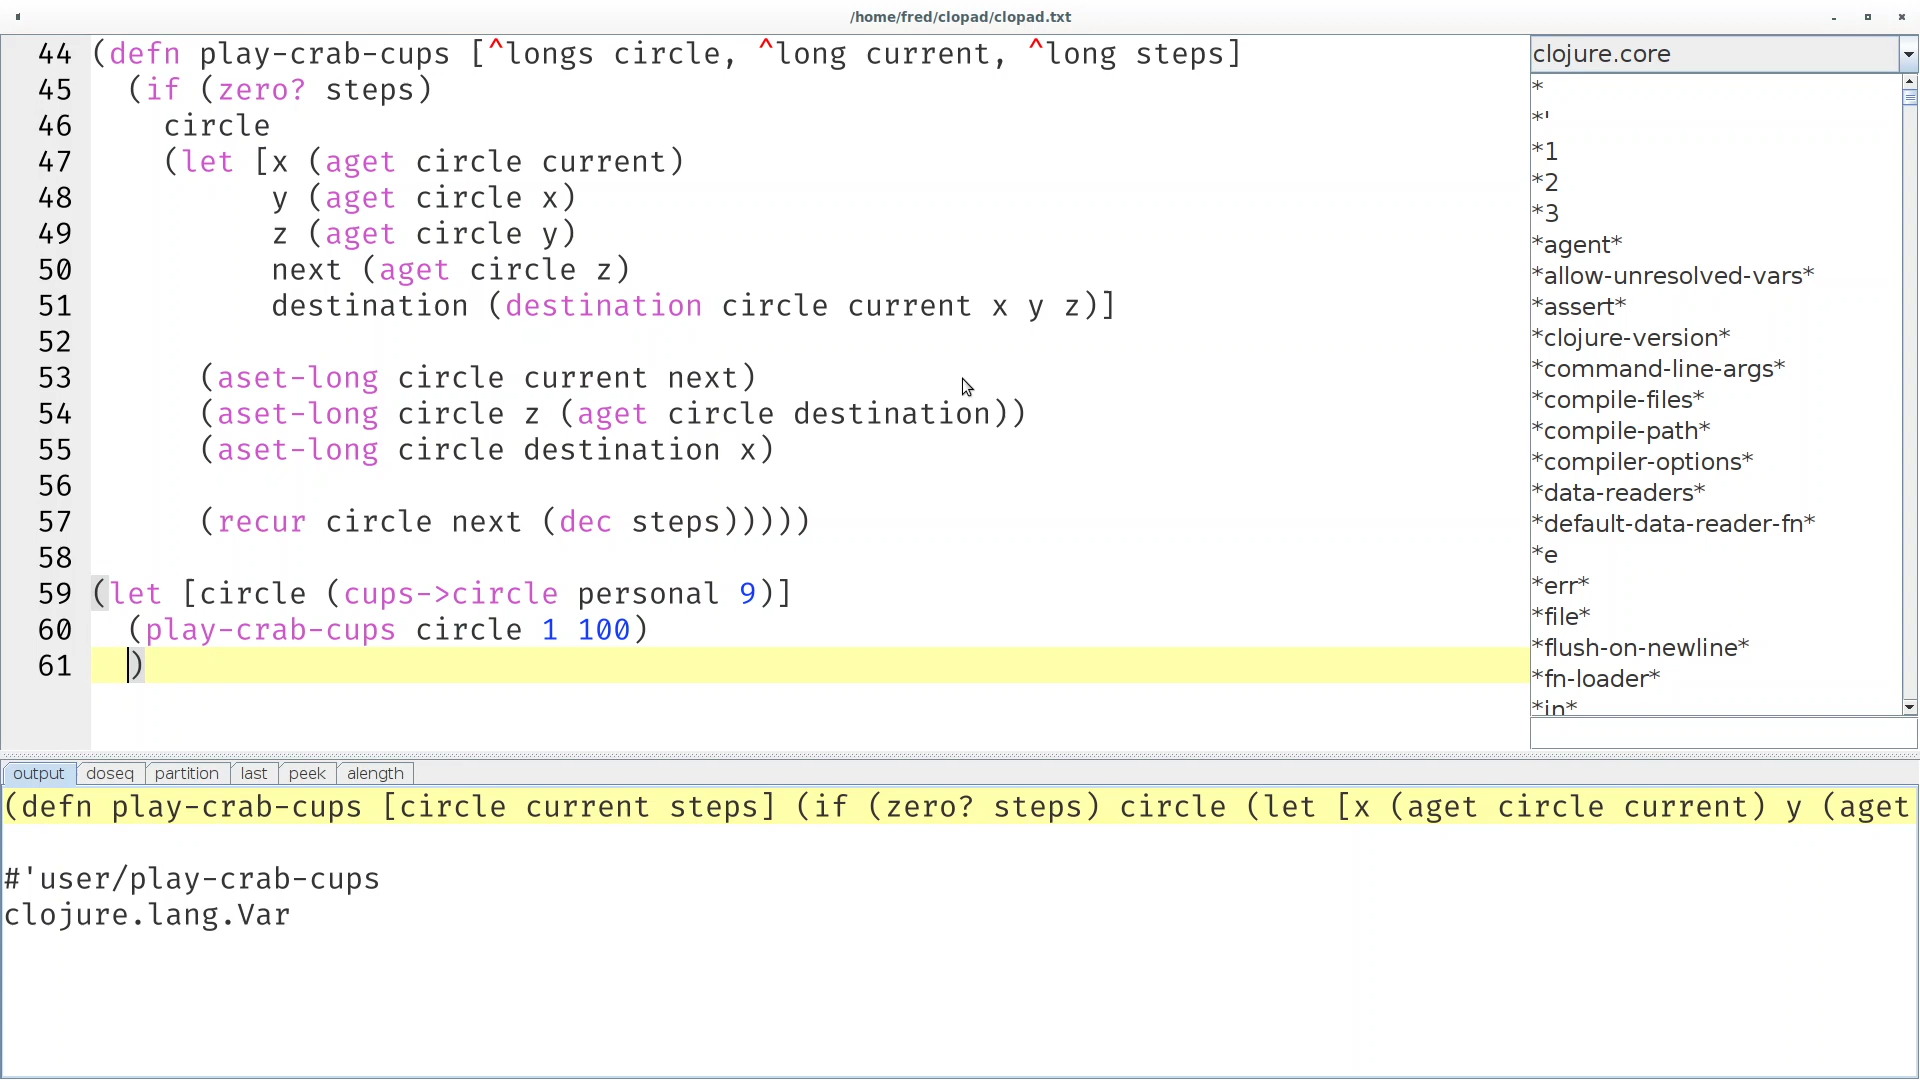 /home/fred/clopad/clopad.txt
44 (defn play-crab-cups [^longs circle, ^long current, ^long steps]
45   (if (zero? steps)
46     circle
47     (let [x (aget circle current)
48           y (aget circle x)
49           z (aget circle y)
50           next (aget circle z)
51           destination (destination circle current x y z)]
52
53       (aset-long circle current next)
54       (aset-long circle z (aget circle destination))
55       (aset-long circle destination x)
56
57       (recur circle next (dec steps)))))
58
59 (let [circle (cups->circle personal 9)]
60   (play-crab-cups circle 1 100)
61   )
clojure.core
*
*'
*1
*2
*3
*agent*
*allow-unresolved-vars*
*assert*
*clojure-version*
*command-line-args*
*compile-files*
*compile-path*
*compiler-options*
*data-readers*
*default-data-reader-fn*
*e
*err*
*file*
*flush-on-newline*
*fn-loader*
*in*
output doseq partition last peek alength
(defn play-crab-cups [circle current steps] (if (zero? steps) circle (let [x (aget circle current) y (aget
#'user/play-crab-cups
clojure.lang.Var